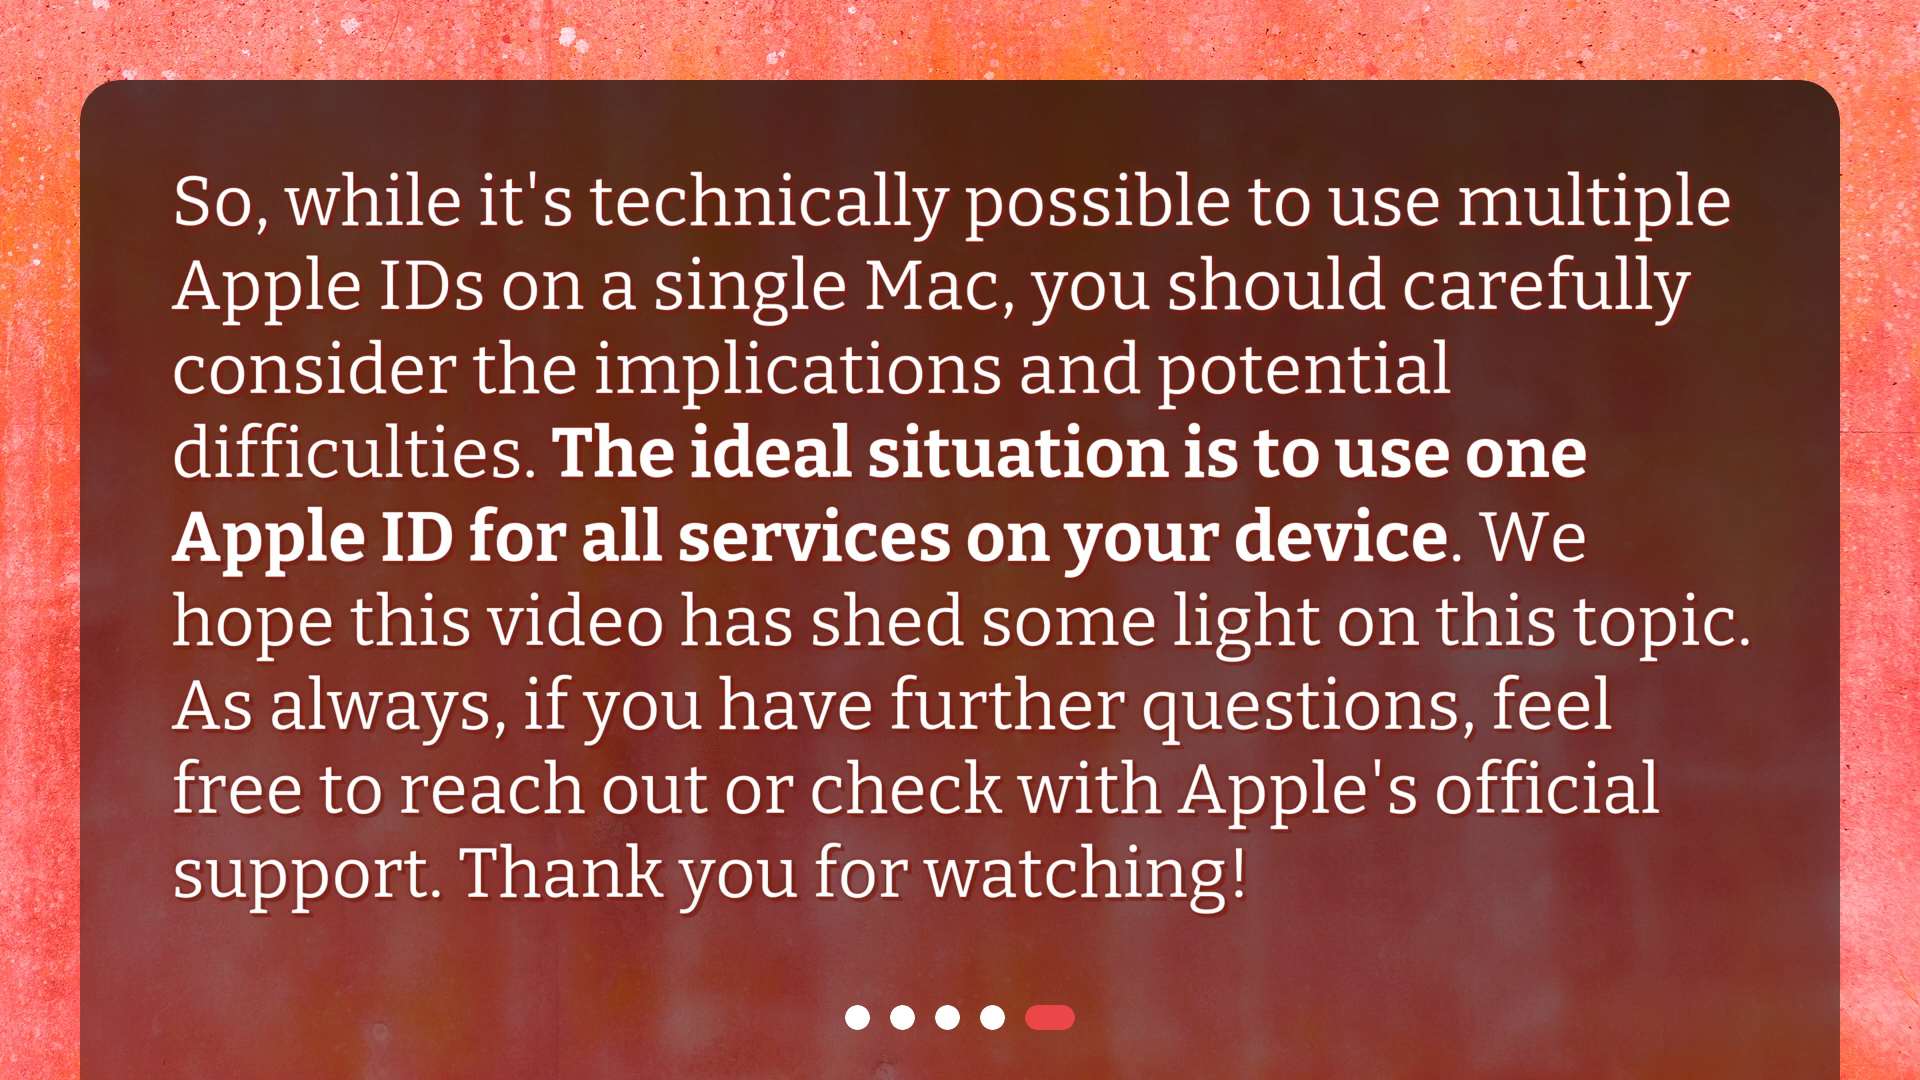 So, while it's technically possible to use multiple
Apple IDs on a single Mac, you should carefully
consider the implications and potential
difficulties. The ideal situation is to use one
Apple ID for all services on your device. We
hope this video has shed some light on this topic.
As always, if you have further questions, feel
free to reach out or check with Apple's official
support. Thank you for watching!